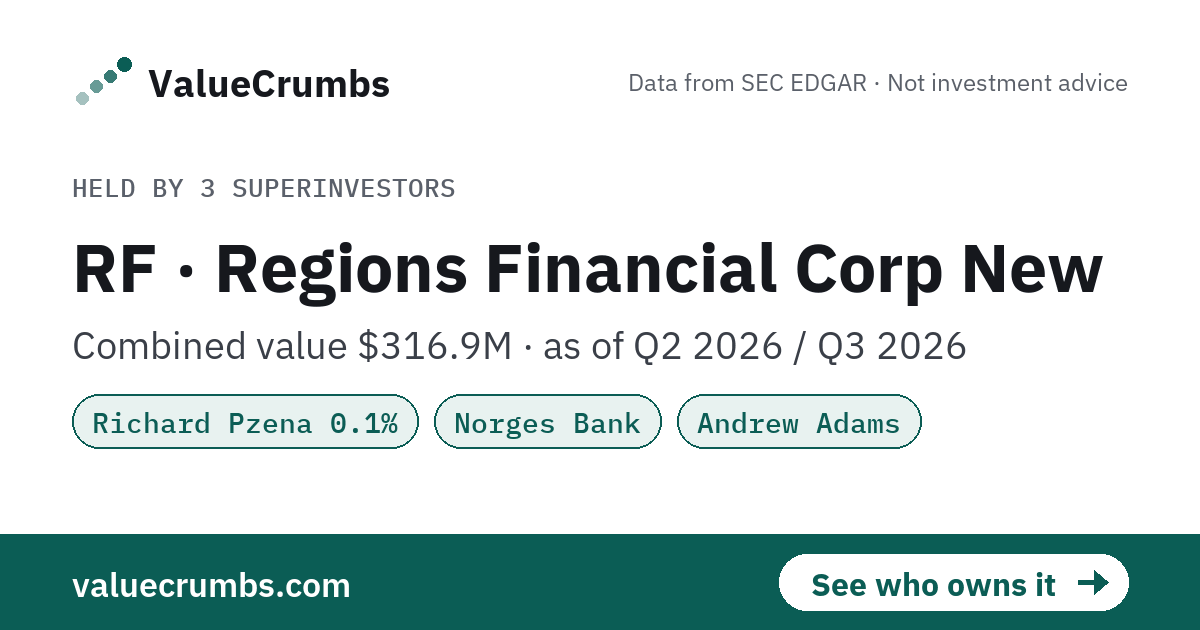 ValueCrumbs
Data from SEC EDGAR · Not investment advice
HELD BY 3 SUPERINVESTORS
RF · Regions Financial Corp New
Combined value $316.9M · as of Q2 2026 / Q3 2026
Richard Pzena 0.1% Norges Bank Andrew Adams
valuecrumbs.com
See who owns it →